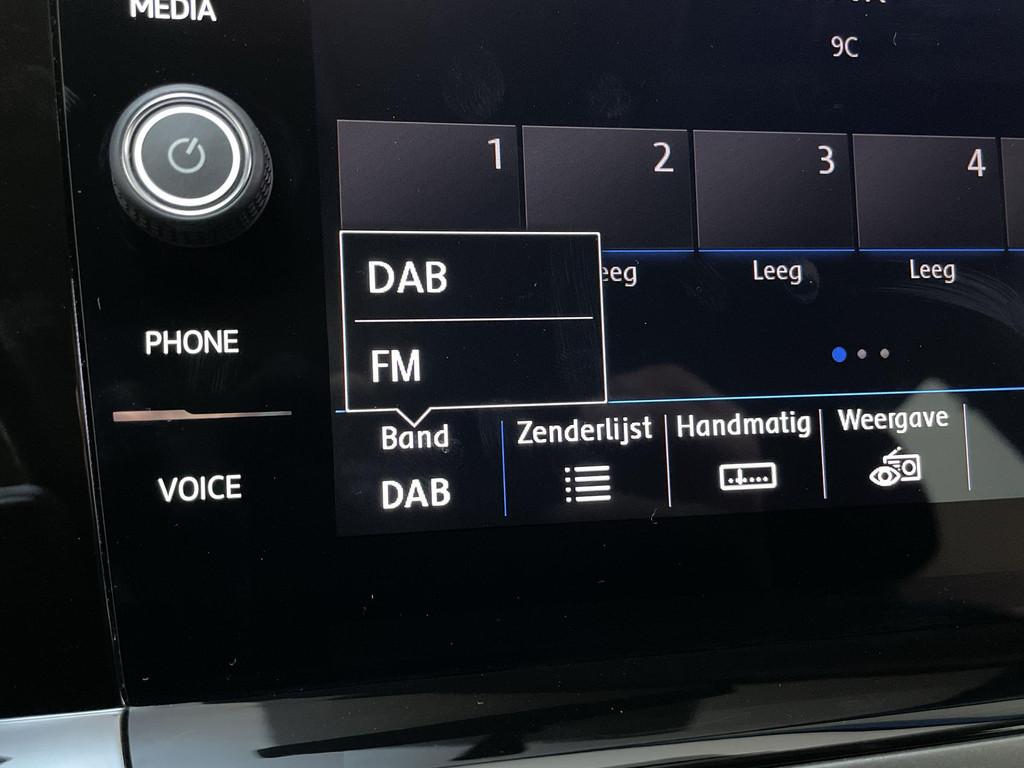 MEDIA
9C
1 2 3 4
DAB
eeg Leeg Leeg
PHONE
FM
Band Zenderlijst Handmatig Weergave
VOICE
DAB